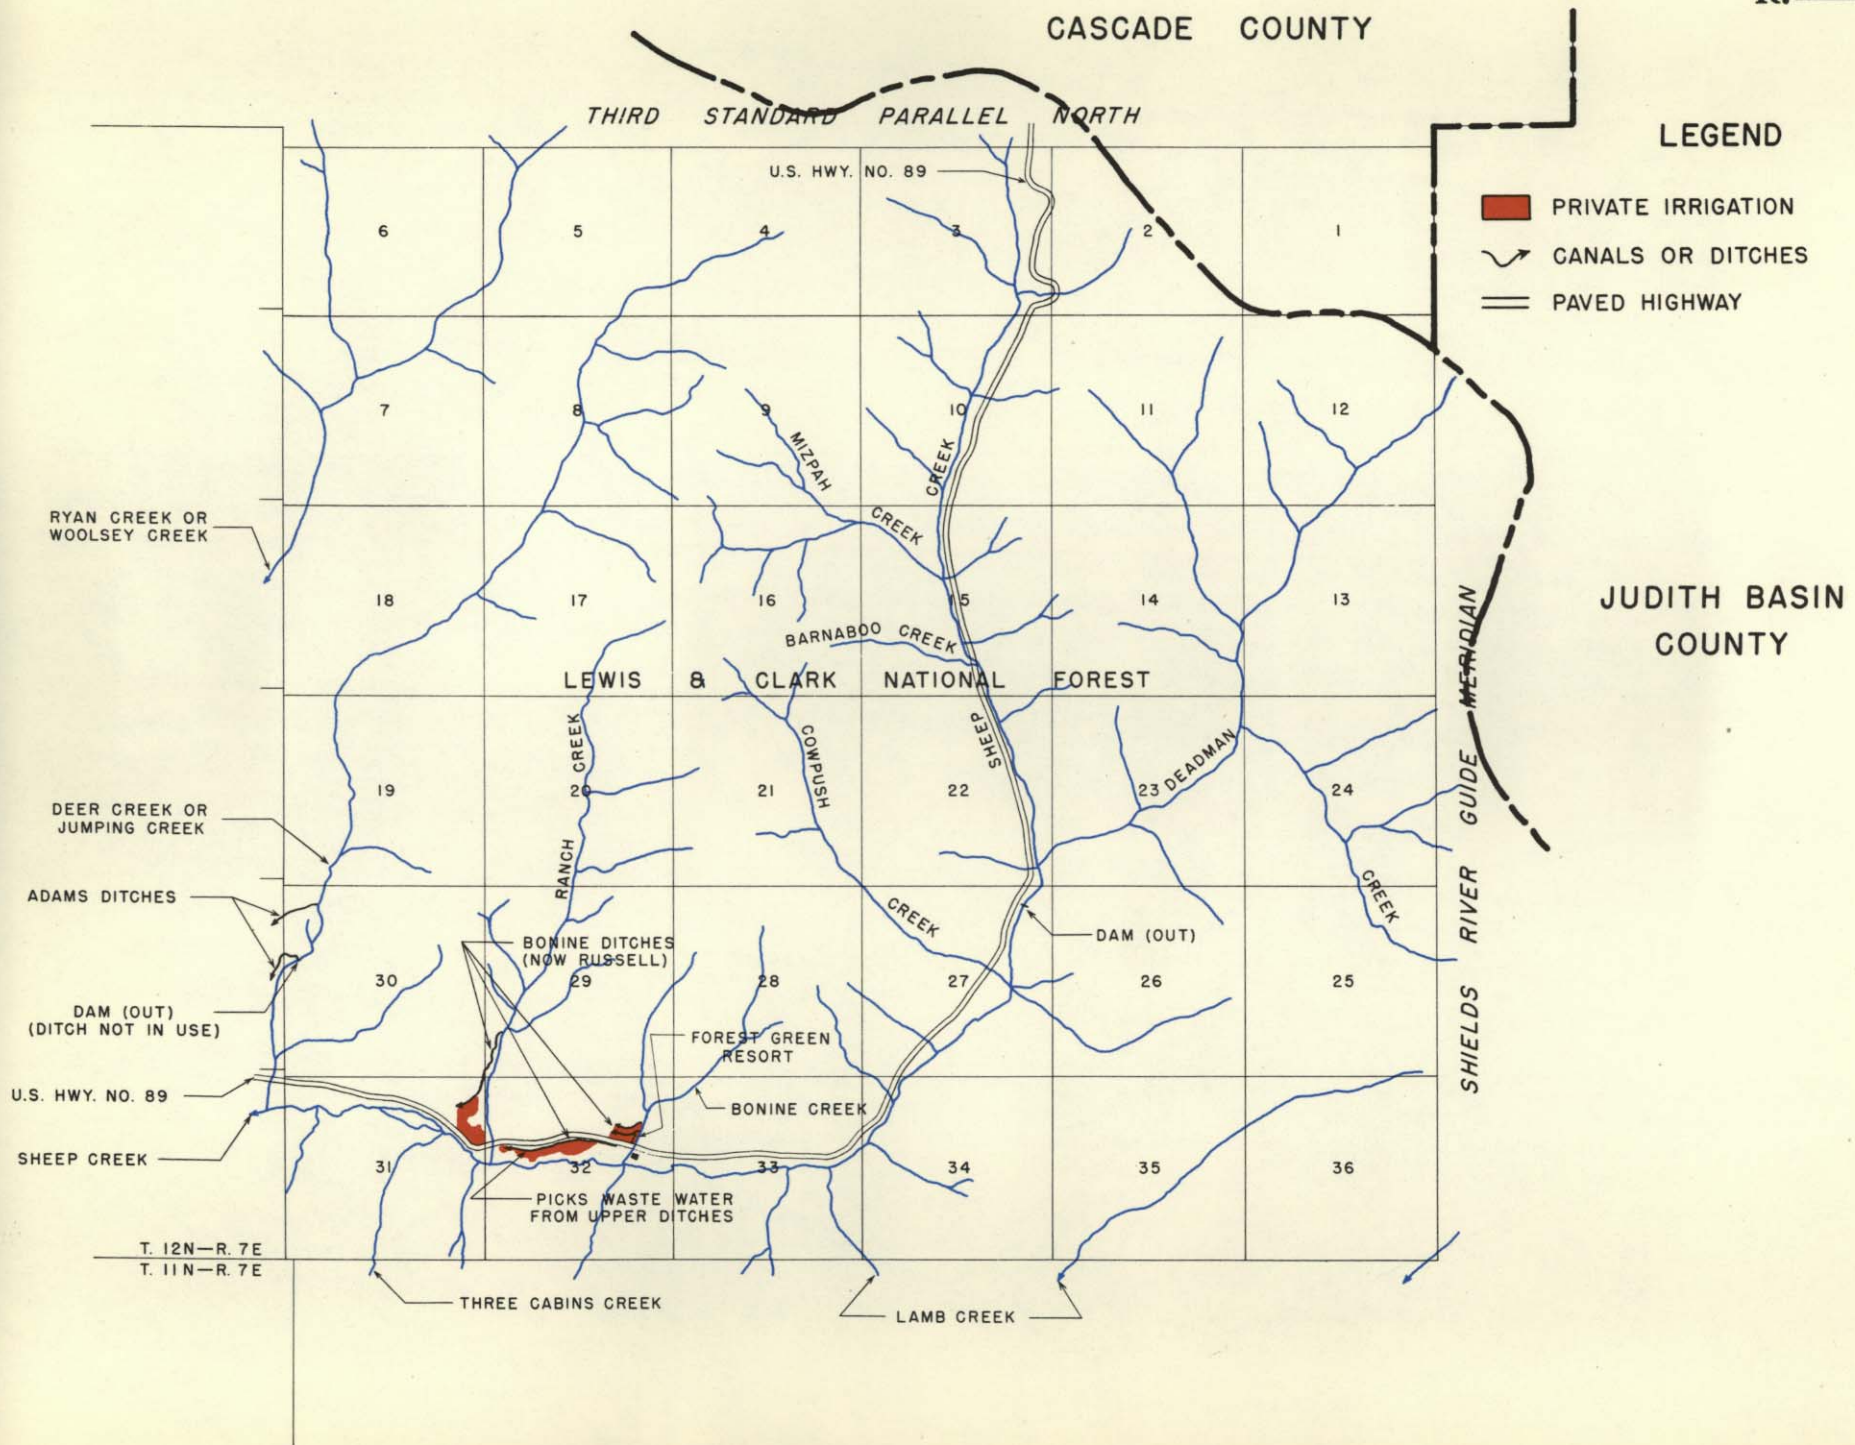 R.
CASCADE COUNTY
THIRD STANDARD PARALLEL NORTH
LEGEND
PRIVATE IRRIGATION
CANALS OR DITCHES
PAVED HIGHWAY
U.S. HWY. NO. 89
6 5 4 3 2 1
7 8 9 10 11 12
MIZPAH
CREEK
CREEK
RYAN CREEK OR
WOOLSEY CREEK
18 17 16 15 14 13
BARNABOO CREEK
JUDITH BASIN
COUNTY
LEWIS & CLARK NATIONAL FOREST
RANCH CREEK
COWPUSH
CREEK
SHEEP
DEADMAN
CREEK
SHIELDS RIVER GUIDE MERIDIAN
19 20 21 22 23 24
DEER CREEK OR
JUMPING CREEK
ADAMS DITCHES
BONINE DITCHES
(NOW RUSSELL)
DAM (OUT)
30 29 28 27 26 25
DAM (OUT)
(DITCH NOT IN USE)
FOREST GREEN
RESORT
U.S. HWY. NO. 89
BONINE CREEK
SHEEP CREEK
31 32 33 34 35 36
PICKS WASTE WATER
FROM UPPER DITCHES
T. 12N—R. 7E
T. 11N—R. 7E
THREE CABINS CREEK
LAMB CREEK